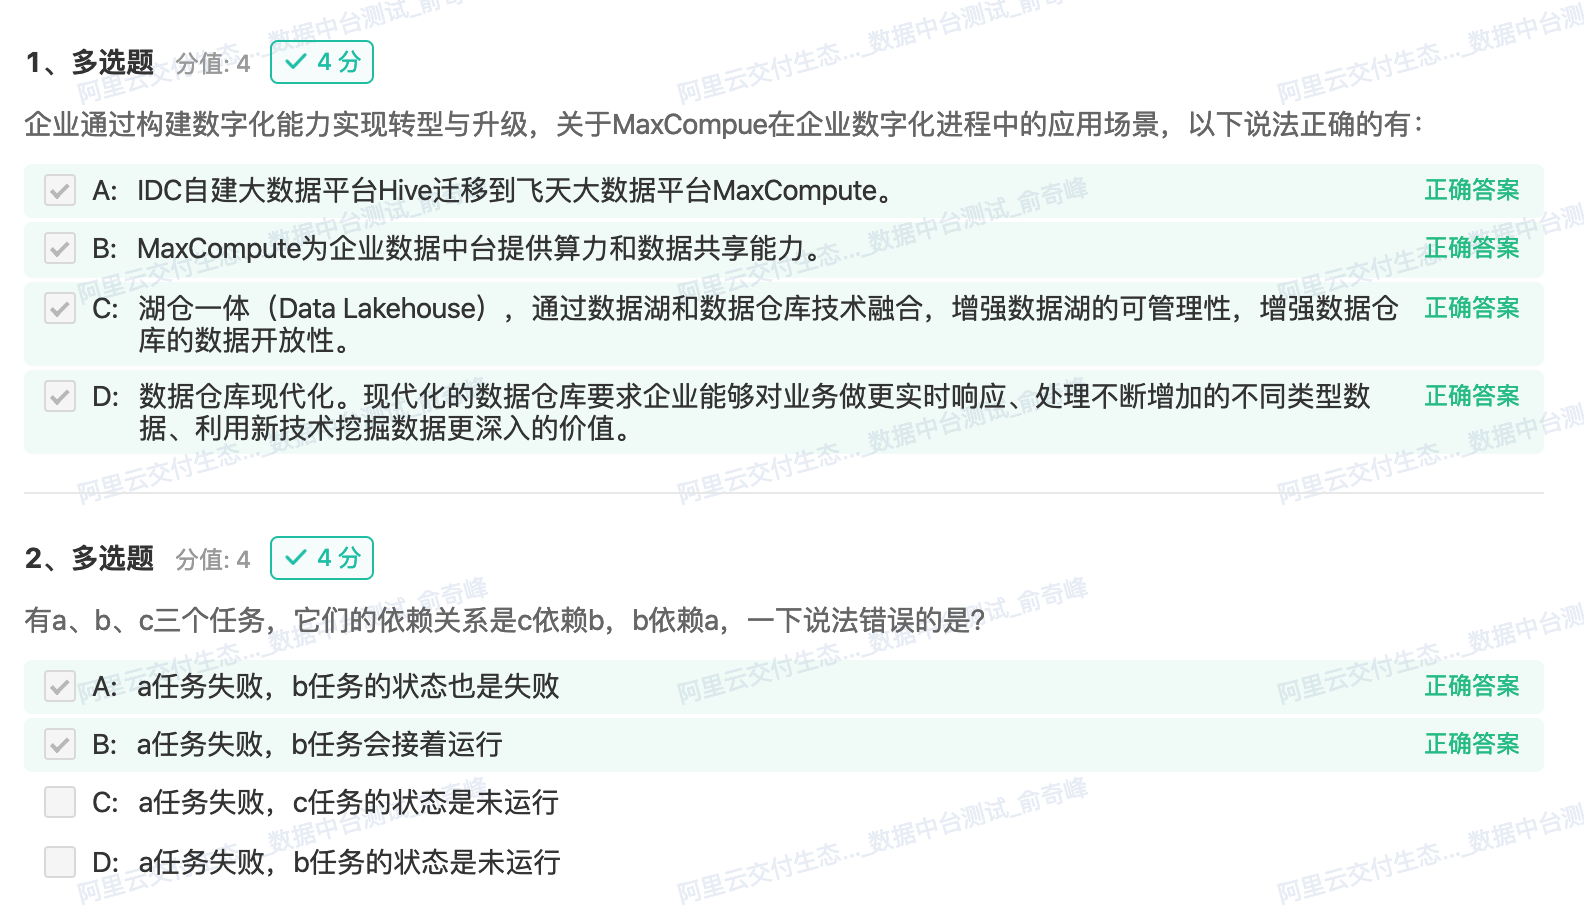 1、多选题 分值: 4 4 分
企业通过构建数字化能力实现转型与升级，关于MaxCompue在企业数字化进程中的应用场景，以下说法正确的有：
A: IDC自建大数据平台Hive迁移到飞天大数据平台MaxCompute。 正确答案
B: MaxCompute为企业数据中台提供算力和数据共享能力。 正确答案
C: 湖仓一体（Data Lakehouse），通过数据湖和数据仓库技术融合，增强数据湖的可管理性，增强数据仓 正确答案
库的数据开放性。
D: 数据仓库现代化。现代化的数据仓库要求企业能够对业务做更实时响应、处理不断增加的不同类型数 正确答案
据、利用新技术挖掘数据更深入的价值。
2、多选题 分值: 4 4 分
有a、b、c三个任务，它们的依赖关系是c依赖b，b依赖a，一下说法错误的是?
A: a任务失败，b任务的状态也是失败 正确答案
B: a任务失败，b任务会接着运行 正确答案
C: a任务失败，c任务的状态是未运行
D: a任务失败，b任务的状态是未运行
阿里云交付生态..._数据中台测试_俞奇峰